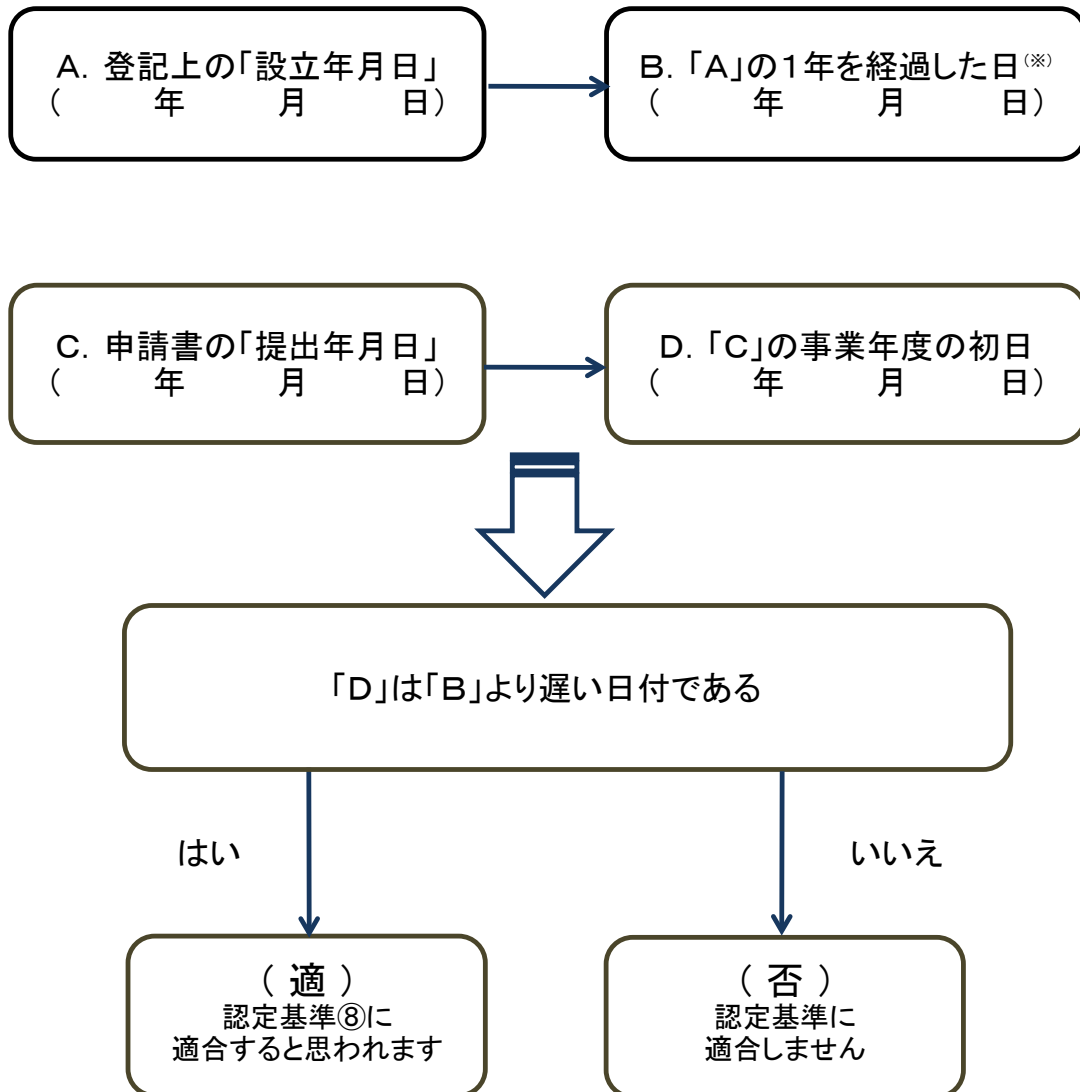 A. 登記上の「設立年月日」
(　　　年　　　月　　　日)
B. 「A」の1年を経過した日(※)
(　　　年　　　月　　　日)
C. 申請書の「提出年月日」
(　　　年　　　月　　　日)
D. 「C」の事業年度の初日
(　　　年　　　月　　　日)
「D」は「B」より遅い日付である
はい
いいえ
( 適 )
認定基準⑧に
適合すると思われます
( 否 )
認定基準に
適合しません